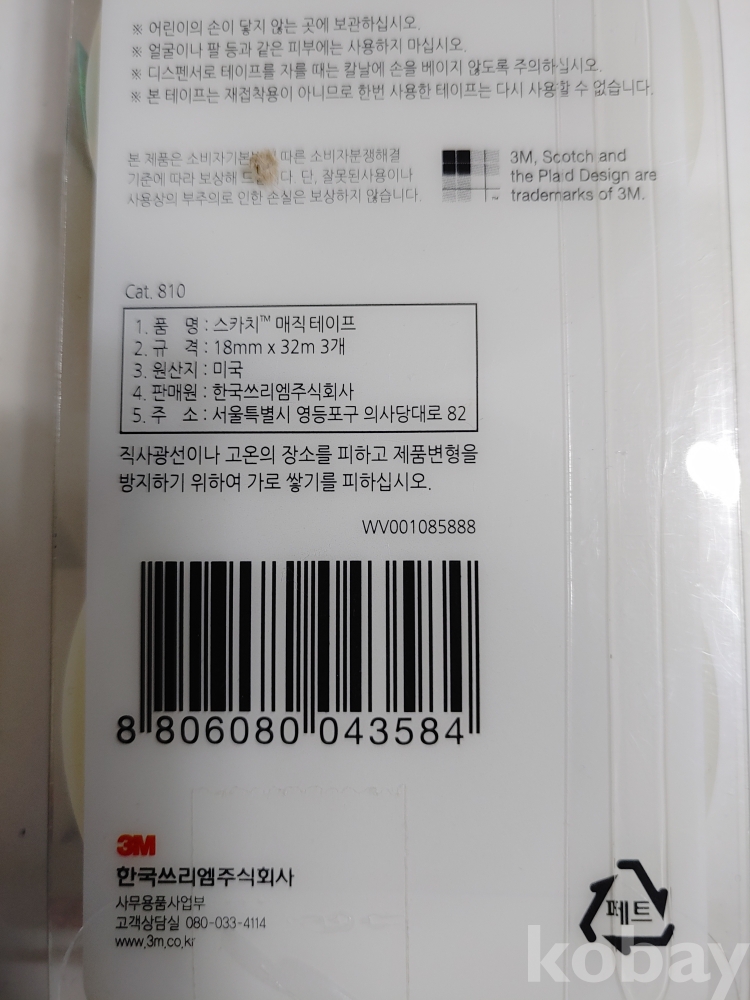 ※ 어린이의 손이 닿지 않는 곳에 보관하십시오.
※ 얼굴이나 팔 등과 같은 피부에는 사용하지 마십시오.
※ 디스펜서로 테이프를 자를 때는 칼날에 손을 베이지 않도록 주의하십시오.
※ 본 테이프는 재접착용이 아니므로 한번 사용한 테이프는 다시 사용할 수 없습니다.
본 제품은 소비자기본 따른 소비자분쟁해결
기준에 따라 보상해 다. 단, 잘못된사용이나
사용상의 부주의로 인한 손실은 보상하지 않습니다.
3M, Scotch and
the Plaid Design are
trademarks of 3M.
™
Cat. 810
1. 품 명 : 스카치™ 매직테이프
2. 규 격 : 18mm x 32m 3개
3. 원산지 : 미국
4. 판매원 : 한국쓰리엠주식회사
5. 주 소 : 서울특별시 영등포구 의사당대로 82
직사광선이나 고온의 장소를 피하고 제품변형을
방지하기 위하여 가로 쌓기를 피하십시오.
WV001085888
8 806080 043584
3M
한국쓰리엠주식회사
사무용품사업부
고객상담실 080-033-4114
www.3m.co.kr
페트
kobay